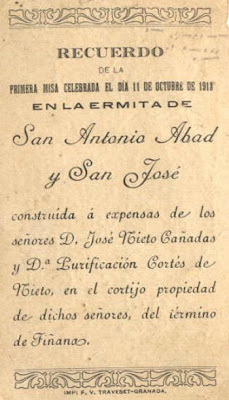 RECUERDO
DE LA
PRIMERA MISA CELEBRADA EL DÍA 11 DE OCTUBRE DE 1918
EN LA ERMITA DE
San Antonio Abad
y San José
construída á expensas de los
señores D. José Nieto Cañadas
y D.ª Purificación Cortés de
Nieto, en el cortijo propiedad
de dichos señores, del término
de Fiñana.
IMP: F. V. TRAVESET-GRANADA.